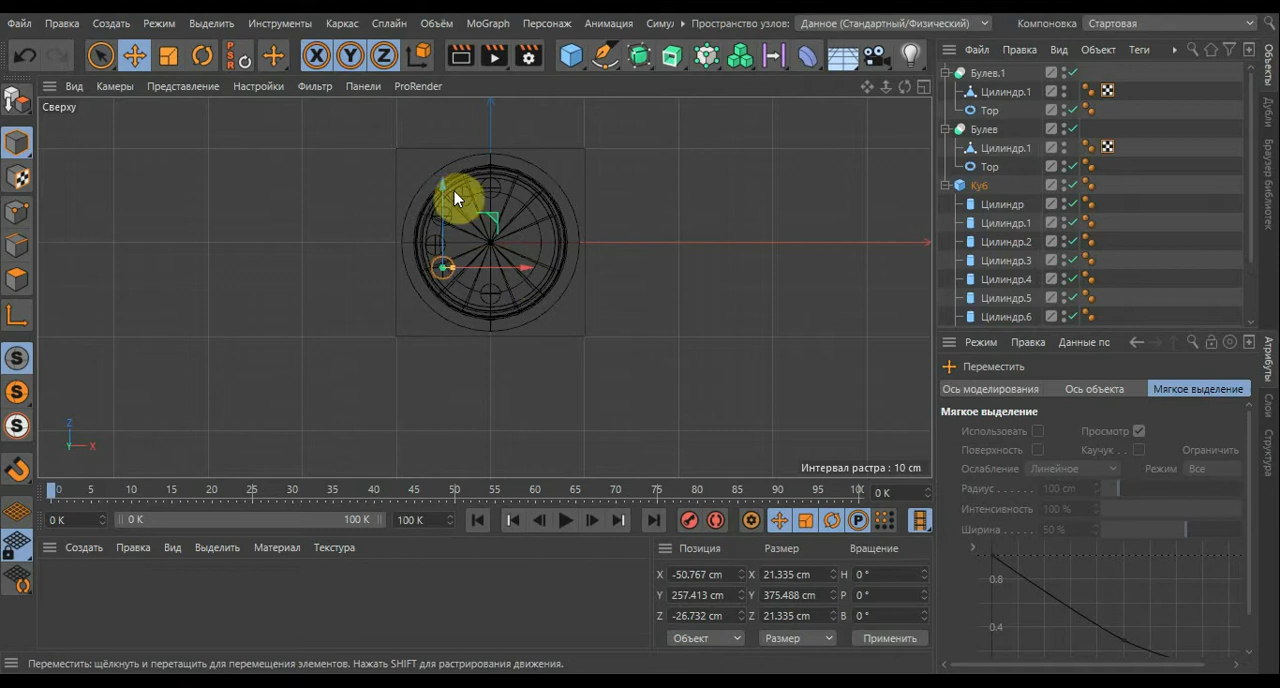 Файл Правка Создать Режим Выделить Инструменты Каркас Сплайн Объём MoGraph Персонаж Анимация Симу Пространство узлов: Данное (Стандартный/Физический) Компоновка Стартовая
PSR X Y Z Файл Правка Вид Объект Теги
Вид Камеры Представление Настройки Фильтр Панели ProRender
Сверху
Булев.1
Цилиндр.1
Тор
Булев
Цилиндр.1
Тор
Куб
Цилиндр
Цилиндр.1
Цилиндр.2
Цилиндр.3
Цилиндр.4
Цилиндр.5
Цилиндр.6
Объекты
Дубли
Браузер библиотек
Z
Y X
Интервал растра : 10 cm
Режим Правка Данные пс
Переместить
Ось моделирования Ось объекта Мягкое выделение
Мягкое выделение
Использовать Просмотр
Поверхность Каучук . . Ограничить
Ослабление Линейное Режим Все
Радиус . . . . . . 100 cm
Интенсивность 100 %
Ширина . . . . . 50 %
0.8
0.4
Атрибуты
Слои
Структура
0 5 10 15 20 25 30 35 40 45 50 55 60 65 70 75 80 85 90 95 10( 0 K
0 K 0 K 100 K 100 K
Создать Правка Вид Выделить Материал Текстура
Позиция Размер Вращение
X -50.767 cm X 21.335 cm H 0 °
Y 257.413 cm Y 375.488 cm P 0 °
Z -26.732 cm Z 21.335 cm B 0 °
Объект Размер Применить
Переместить: щёлкнуть и перетащить для перемещения элементов. Нажать SHIFT для растрирования движения.